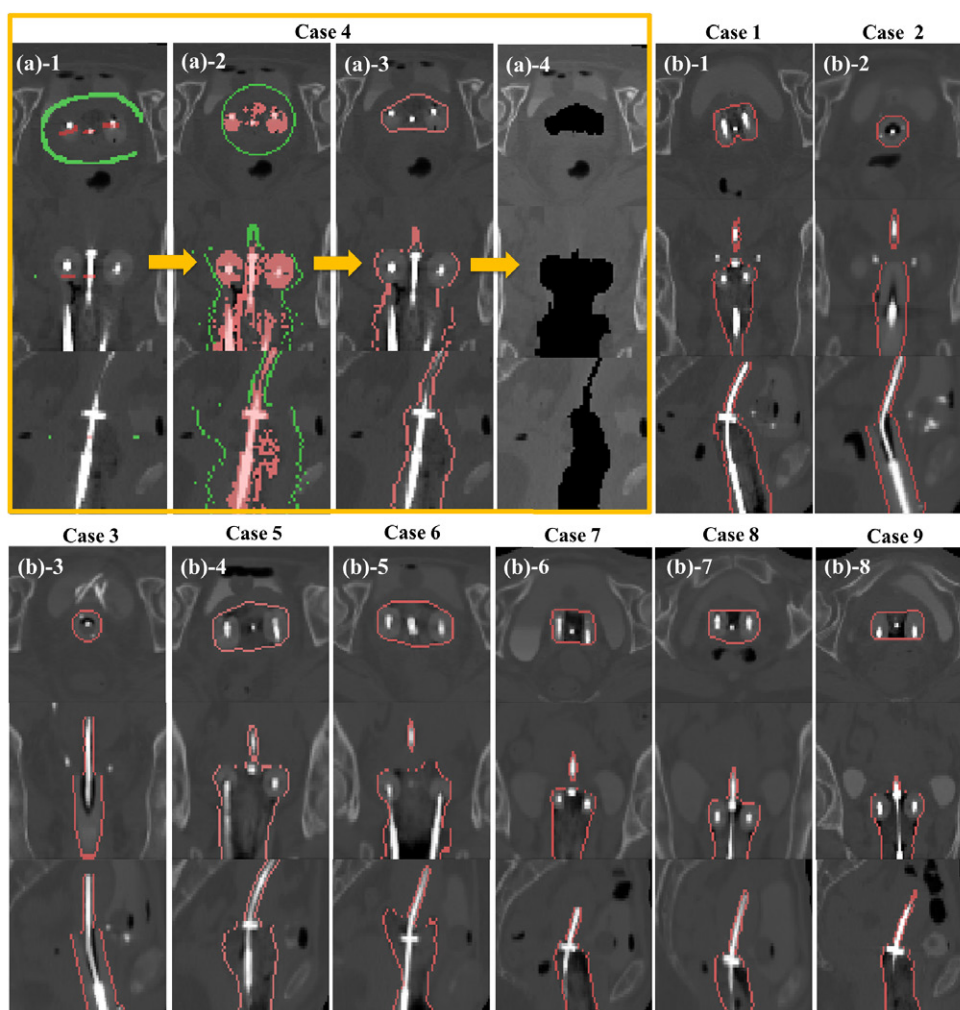 Case 4
Case 1
Case 2
(a)-1
(a)-2
(a)-3
(a)-4
(b)-1
(b)-2
Case 3
Case 5
Case 6
Case 7
Case 8
Case 9
(b)-3
(b)-4
(b)-5
(b)-6
(b)-7
(b)-8